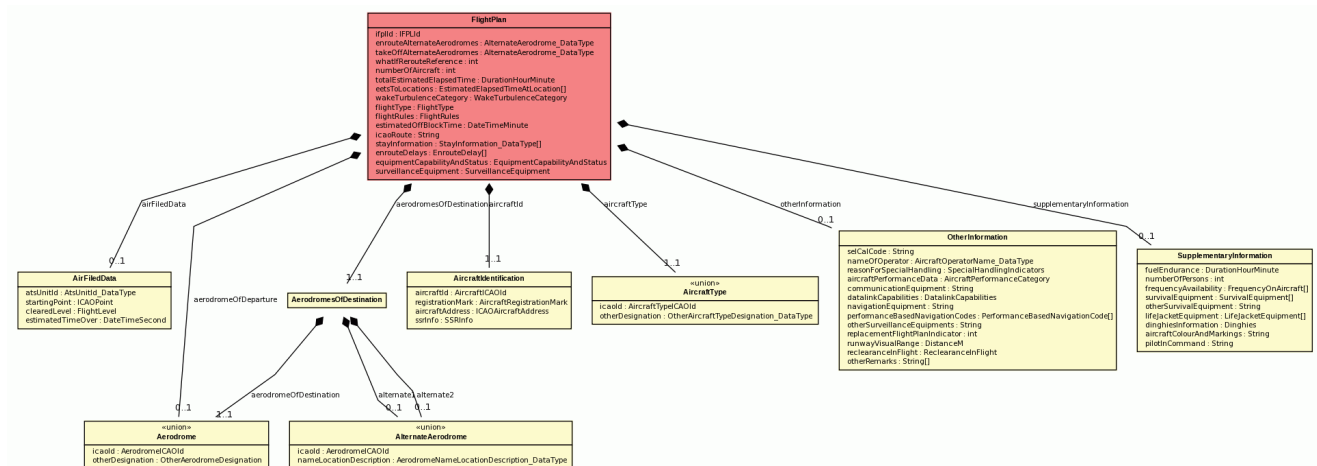 FlightPlan
ifplId : IFPLId
enrouteAlternateAerodromes : AlternateAerodrome_DataType
takeOffAlternateAerodromes : AlternateAerodrome_DataType
whatIfRerouteReference : int
numberOfAircraft : int
totalEstimatedElapsedTime : DurationHourMinute
eetsToLocations : EstimatedElapsedTimeAtLocation[]
wakeTurbulenceCategory : WakeTurbulenceCategory
flightType : FlightType
flightRules : FlightRules
estimatedOffBlockTime : DateTimeMinute
icaoRoute : String
stayInformation : StayInformation_DataType[]
enrouteDelays : EnrouteDelay[]
equipmentCapabilityAndStatus : EquipmentCapabilityAndStatus
surveillanceEquipment : SurveillanceEquipment
airFiledData
aerodromesOfDestination
aircraftId
aircraftType
otherInformation
supplementaryInformation
0..1
1..1
1..1
1..1
0..1
0..1
AirFiledData
atsUnitId : AtsUnitId_DataType
startingPoint : ICAOPoint
clearedLevel : FlightLevel
estimatedTimeOver : DateTimeSecond
aerodromeOfDeparture
AerodromesOfDestination
AircraftIdentification
aircraftId : AircraftICAOId
registrationMark : AircraftRegistrationMark
aircraftAddress : ICAOAircraftAddress
ssrInfo : SSRInfo
«union»
AircraftType
icaoId : AircraftTypeICAOId
otherDesignation : OtherAircraftTypeDesignation_DataType
OtherInformation
selCalCode : String
nameOfOperator : AircraftOperatorName_DataType
reasonForSpecialHandling : SpecialHandlingIndicators
aircraftPerformanceData : AircraftPerformanceCategory
communicationEquipment : String
datalinkCapabilities : DatalinkCapabilities
navigationEquipment : String
performanceBasedNavigationCodes : PerformanceBasedNavigationCode[]
otherSurveillanceEquipments : String
replacementFlightPlanIndicator : int
runwayVisualRange : DistanceM
reclearanceInFlight : ReclearanceInFlight
otherRemarks : String[]
SupplementaryInformation
fuelEndurance : DurationHourMinute
numberOfPersons : int
frequencyAvailability : FrequencyOnAircraft[]
survivalEquipment : SurvivalEquipment[]
otherSurvivalEquipment : String
lifeJacketEquipment : LifeJacketEquipment[]
dinghiesInformation : Dinghies
aircraftColourAndMarkings : String
pilotInCommand : String
aerodromeOfDestination
alternate1
alternate2
0..1
1..1
0..1
0..1
«union»
Aerodrome
icaoId : AerodromeICAOId
otherDesignation : OtherAerodromeDesignation
«union»
AlternateAerodrome
icaoId : AerodromeICAOId
nameLocationDescription : AerodromeNameLocationDescription_DataType